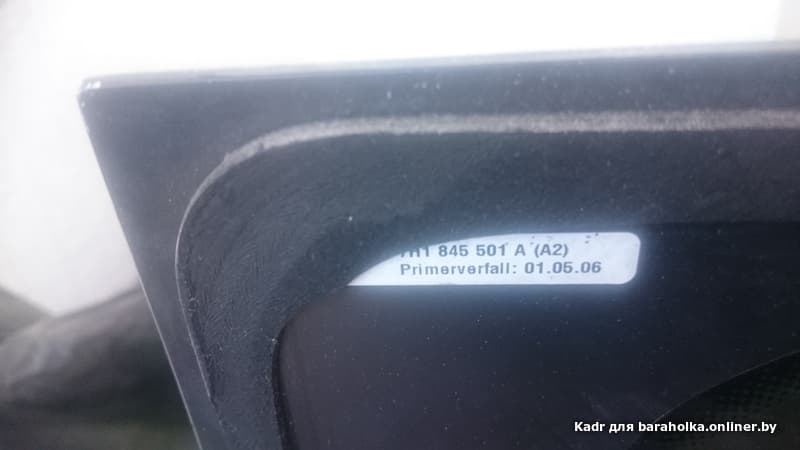 845 501 A (A2)
Primerverfall: 01.05.06
Kadr для baraholka.onliner.by